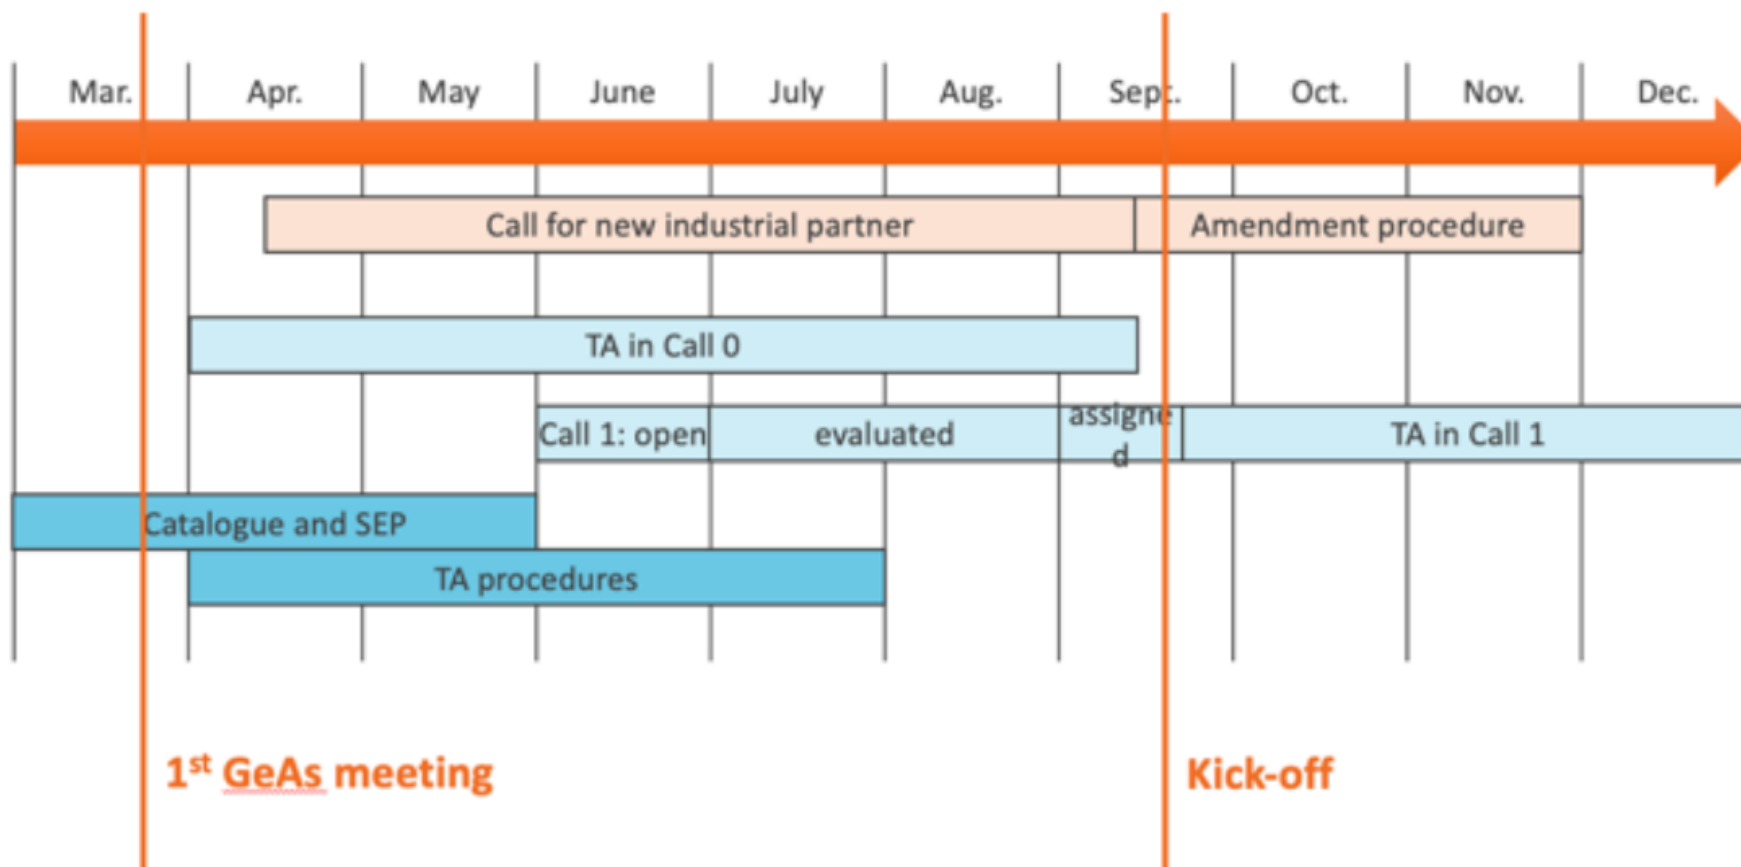 Mar. Apr. May June July Aug. Sept. Oct. Nov. Dec.
Call for new industrial partner Amendment procedure
TA in Call 0
Call 1: open evaluated assigned TA in Call 1
Catalogue and SEP
TA procedures
1st GeAs meeting Kick-off